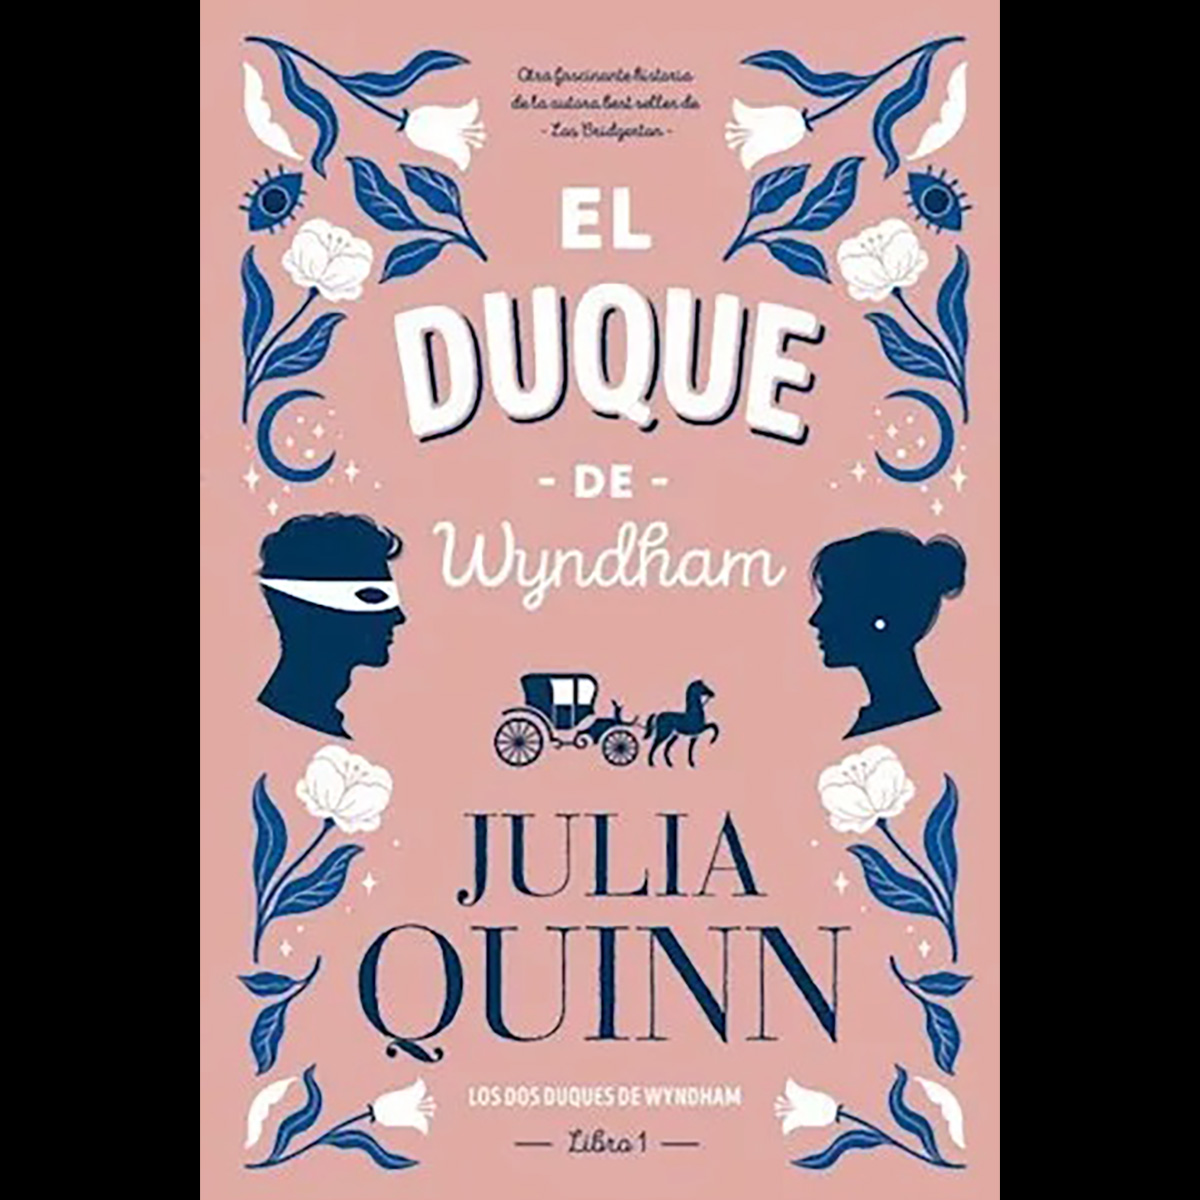 Otra fascinante historia
de la autora best seller de
- Los Bridgerton -
EL
DUQUE
- DE -
Wyndham
JULIA
QUINN
LOS DOS DUQUES DE WYNDHAM
Libro 1